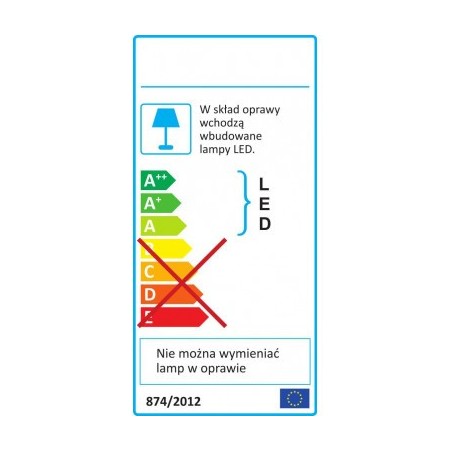 W skład oprawy
wchodzą
wbudowane
lampy LED.
A++
A+
A
B
C
D
E
L
E
D
Nie można wymieniać
lamp w oprawie
874/2012